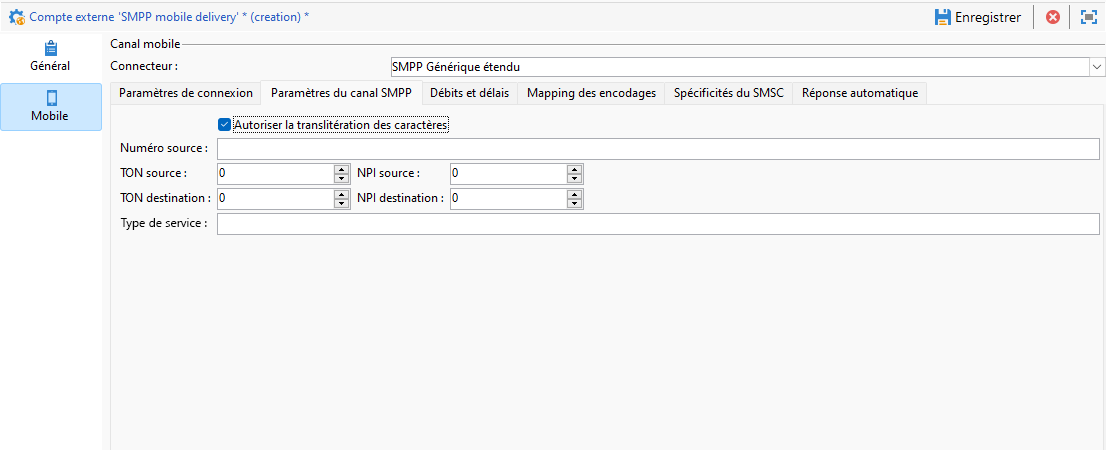 Compte externe 'SMPP mobile delivery' * (creation) *
Enregistrer
Général
Mobile
Canal mobile
Connecteur :
SMPP Générique étendu
Paramètres de connexion
Paramètres du canal SMPP
Débits et délais
Mapping des encodages
Spécificités du SMSC
Réponse automatique
Autoriser la translitération des caractères
Numéro source :
TON source : 0 NPI source : 0
TON destination : 0 NPI destination : 0
Type de service :